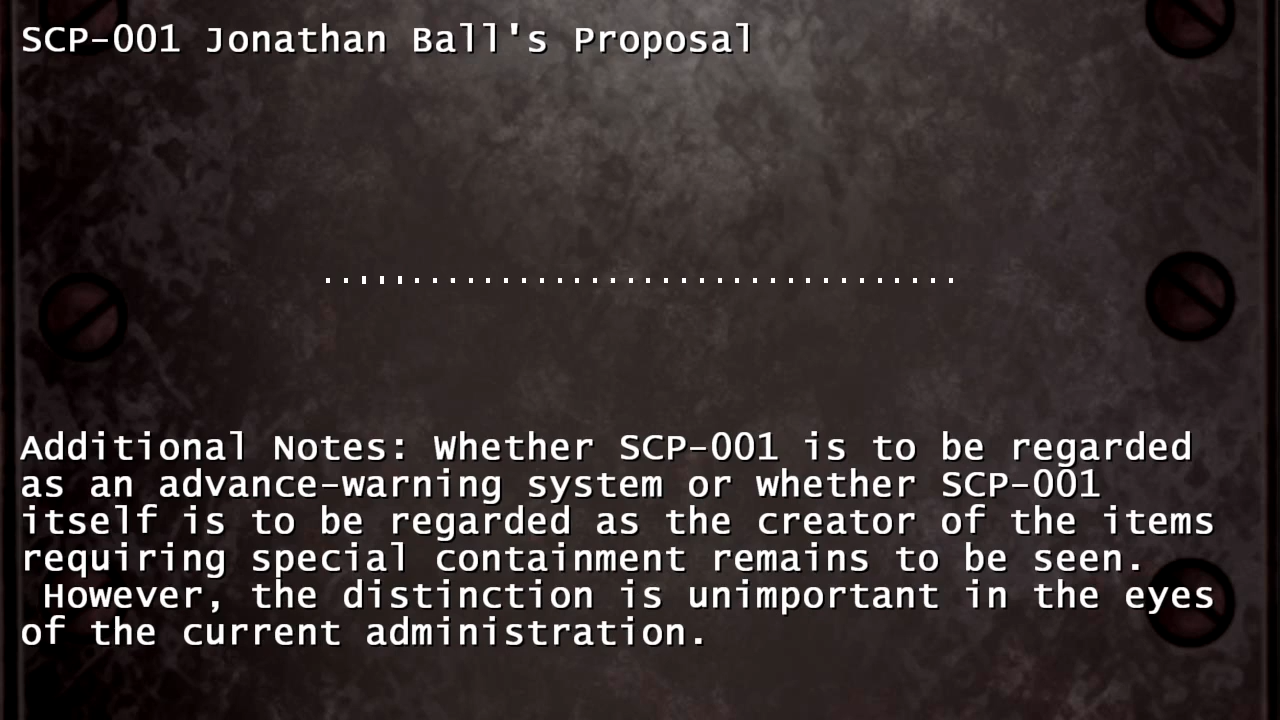 SCP-001 Jonathan Ball's Proposal
Additional Notes: Whether SCP-001 is to be regarded
as an advance-warning system or whether SCP-001
itself is to be regarded as the creator of the items
requiring special containment remains to be seen.
However, the distinction is unimportant in the eyes
of the current administration.